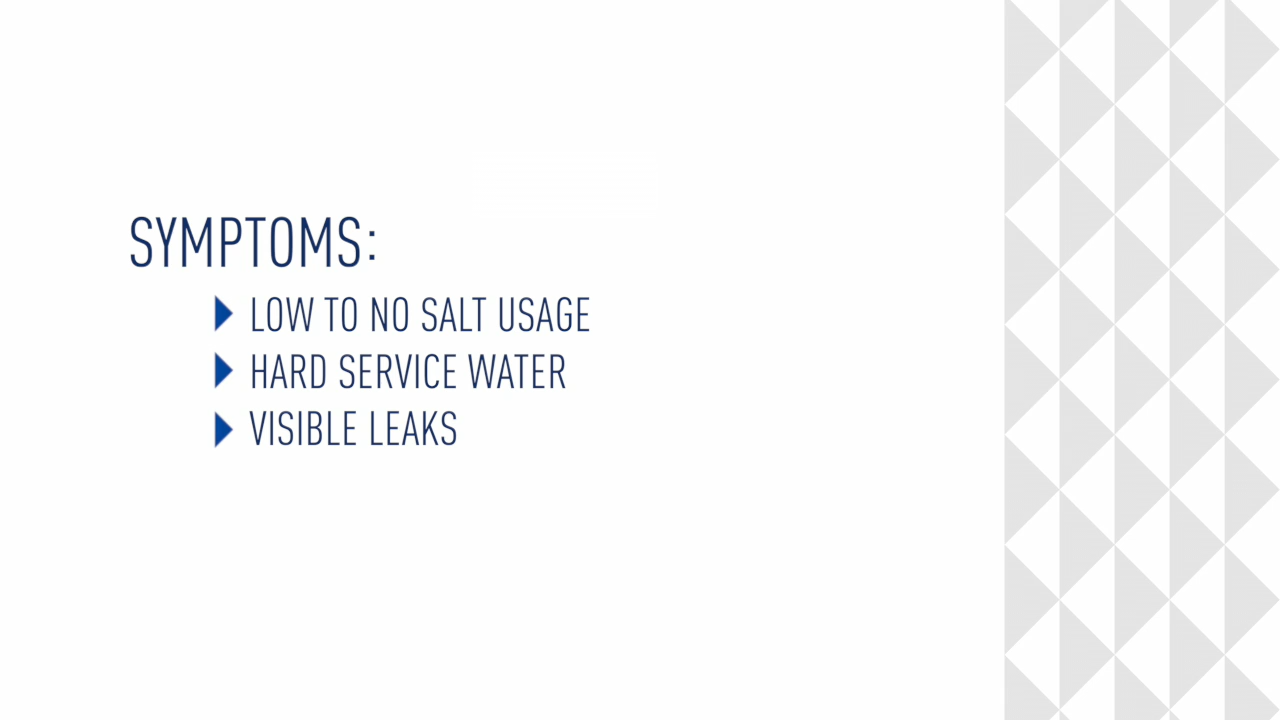 SYMPTOMS:
LOW TO NO SALT USAGE
HARD SERVICE WATER
VISIBLE LEAKS